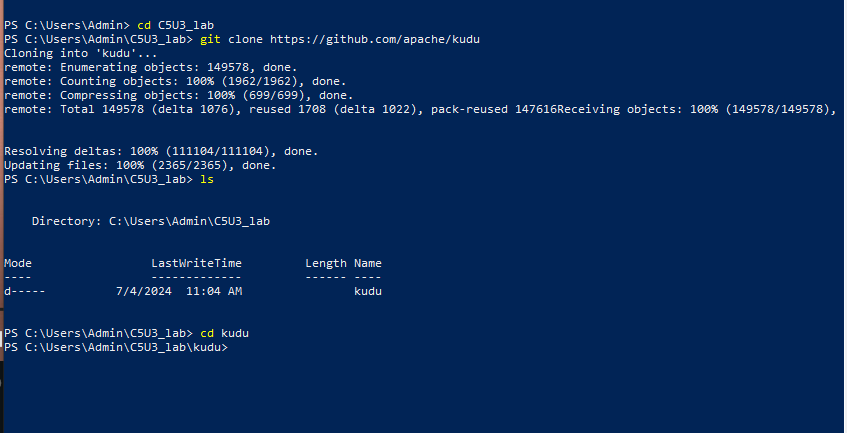 PS C:\Users\Admin> cd C5U3_lab
PS C:\Users\Admin\C5U3_lab> git clone https://github.com/apache/kudu
Cloning into 'kudu'...
remote: Enumerating objects: 149578, done.
remote: Counting objects: 100% (1962/1962), done.
remote: Compressing objects: 100% (699/699), done.
remote: Total 149578 (delta 1076), reused 1708 (delta 1022), pack-reused 147616Receiving objects: 100% (149578/149578),
Resolving deltas: 100% (111104/111104), done.
Updating files: 100% (2365/2365), done.
PS C:\Users\Admin\C5U3_lab> ls
Directory: C:\Users\Admin\C5U3_lab
Mode LastWriteTime Length Name
---- ------------- ------ ----
d----- 7/4/2024 11:04 AM kudu
PS C:\Users\Admin\C5U3_lab> cd kudu
PS C:\Users\Admin\C5U3_lab\kudu>